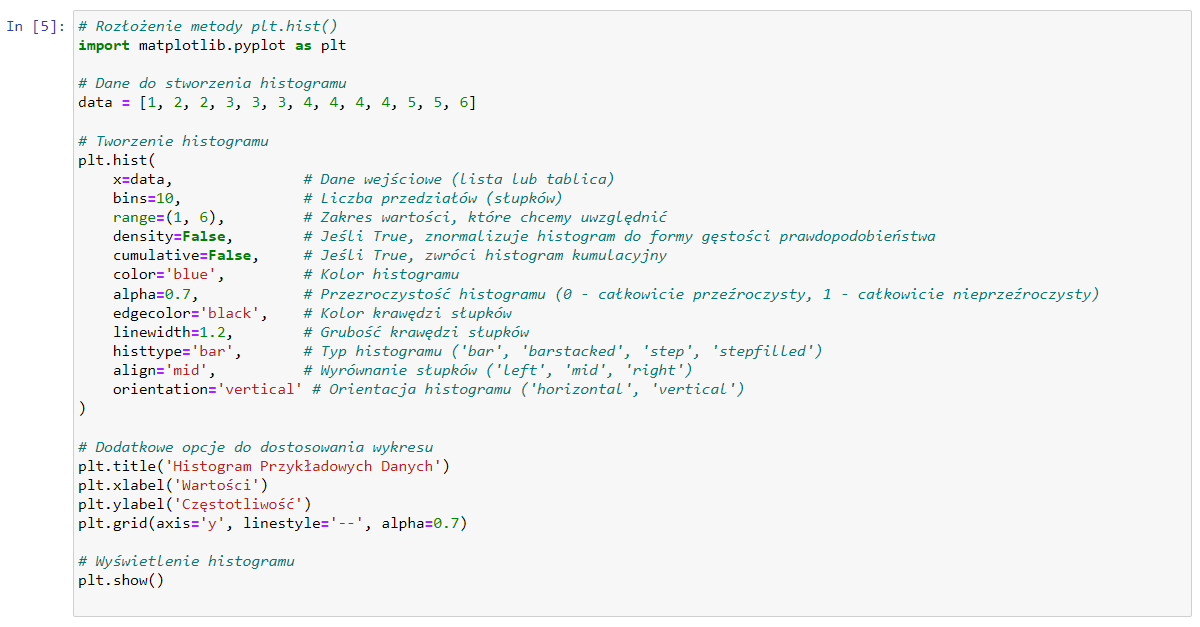 In [5]: # Rozłożenie metody plt.hist()
import matplotlib.pyplot as plt

# Dane do stworzenia histogramu
data = [1, 2, 2, 3, 3, 3, 4, 4, 4, 4, 5, 5, 6]

# Tworzenie histogramu
plt.hist(
    x=data,               # Dane wejściowe (lista lub tablica)
    bins=10,              # Liczba przedziałów (słupków)
    range=(1, 6),         # Zakres wartości, które chcemy uwzględnić
    density=False,        # Jeśli True, znormalizuje histogram do formy gęstości prawdopodobieństwa
    cumulative=False,     # Jeśli True, zwróci histogram kumulacyjny
    color='blue',         # Kolor histogramu
    alpha=0.7,            # Przezroczystość histogramu (0 - całkowicie przeźroczysty, 1 - całkowicie nieprzeźroczysty)
    edgecolor='black',    # Kolor krawędzi słupków
    linewidth=1.2,        # Grubość krawędzi słupków
    histtype='bar',       # Typ histogramu ('bar', 'barstacked', 'step', 'stepfilled')
    align='mid',          # Wyrównanie słupków ('left', 'mid', 'right')
    orientation='vertical' # Orientacja histogramu ('horizontal', 'vertical')
)

# Dodatkowe opcje do dostosowania wykresu
plt.title('Histogram Przykładowych Danych')
plt.xlabel('Wartości')
plt.ylabel('Częstotliwość')
plt.grid(axis='y', linestyle='--', alpha=0.7)

# Wyświetlenie histogramu
plt.show()